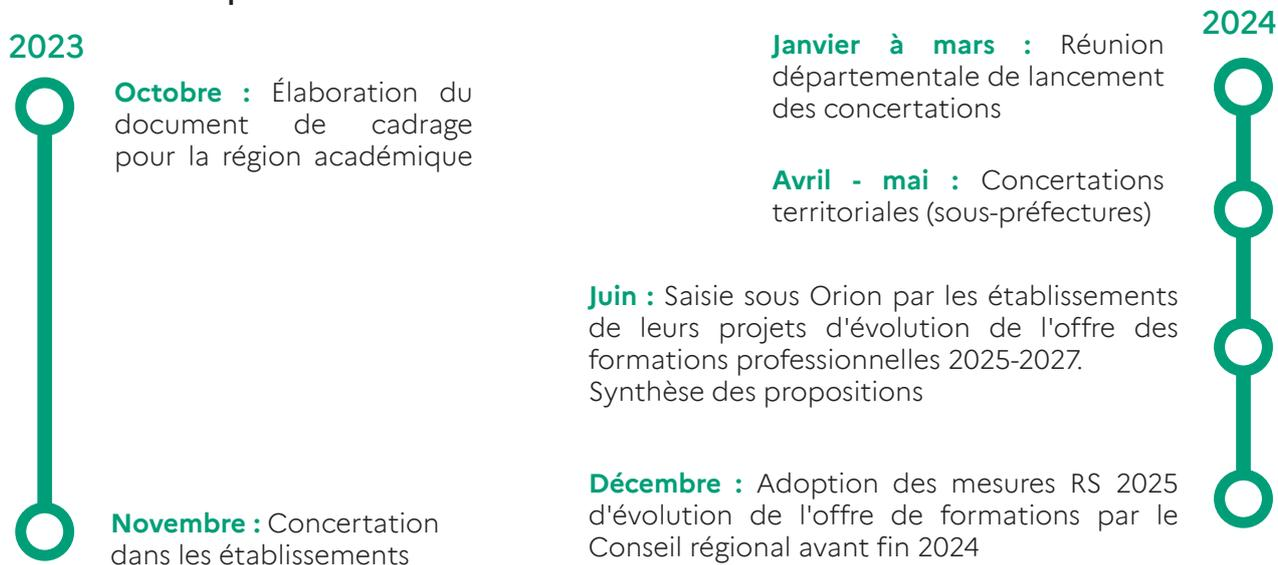 2023
Octobre : Élaboration du
document de cadrage
pour la région académique
Novembre : Concertation
dans les établissements
2024
Janvier à mars : Réunion
départementale de lancement
des concertations
Avril - mai : Concertations
territoriales (sous-préfectures)
Juin : Saisie sous Orion par les établissements
de leurs projets d'évolution de l'offre des
formations professionnelles 2025-2027.
Synthèse des propositions
Décembre : Adoption des mesures RS 2025
d'évolution de l'offre de formations par le
Conseil régional avant fin 2024